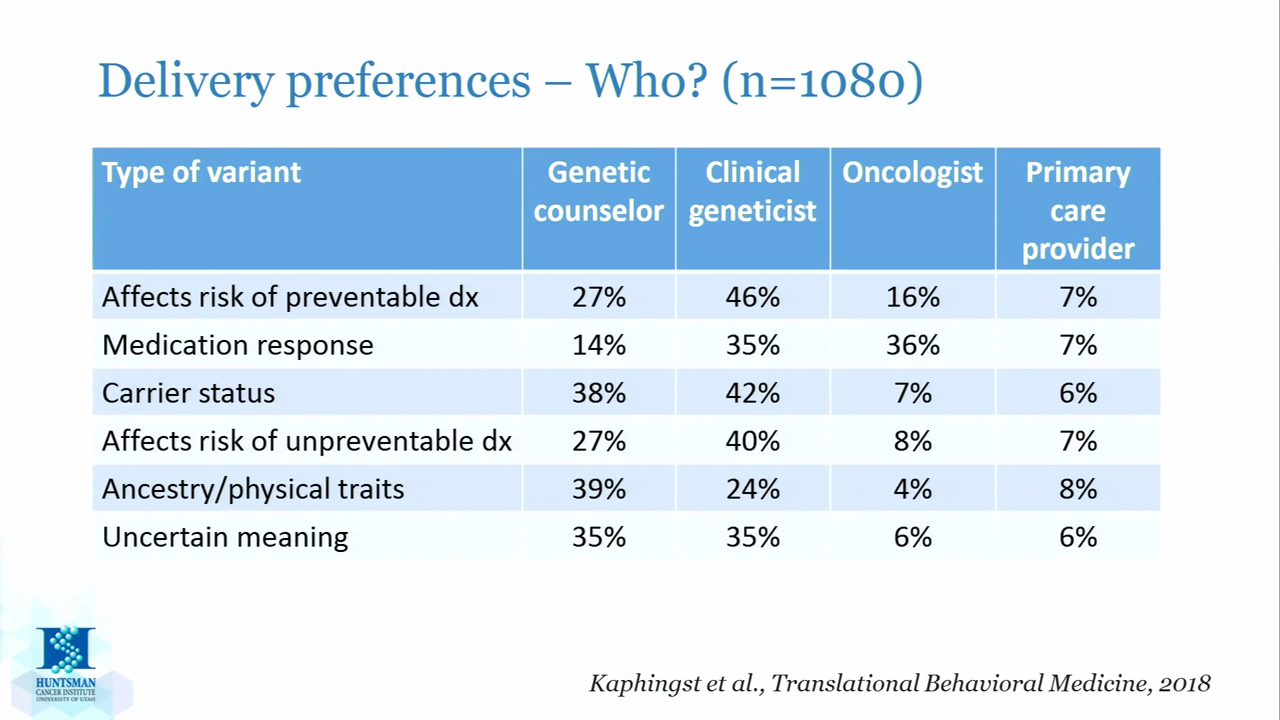 Delivery preferences – Who? (n=1080)
Type of variant Genetic counselor Clinical geneticist Oncologist Primary care provider
Affects risk of preventable dx 27% 46% 16% 7%
Medication response 14% 35% 36% 7%
Carrier status 38% 42% 7% 6%
Affects risk of unpreventable dx 27% 40% 8% 7%
Ancestry/physical traits 39% 24% 4% 8%
Uncertain meaning 35% 35% 6% 6%
HUNTSMAN
CANCER INSTITUTE
UNIVERSITY OF UTAH
Kaphingst et al., Translational Behavioral Medicine, 2018